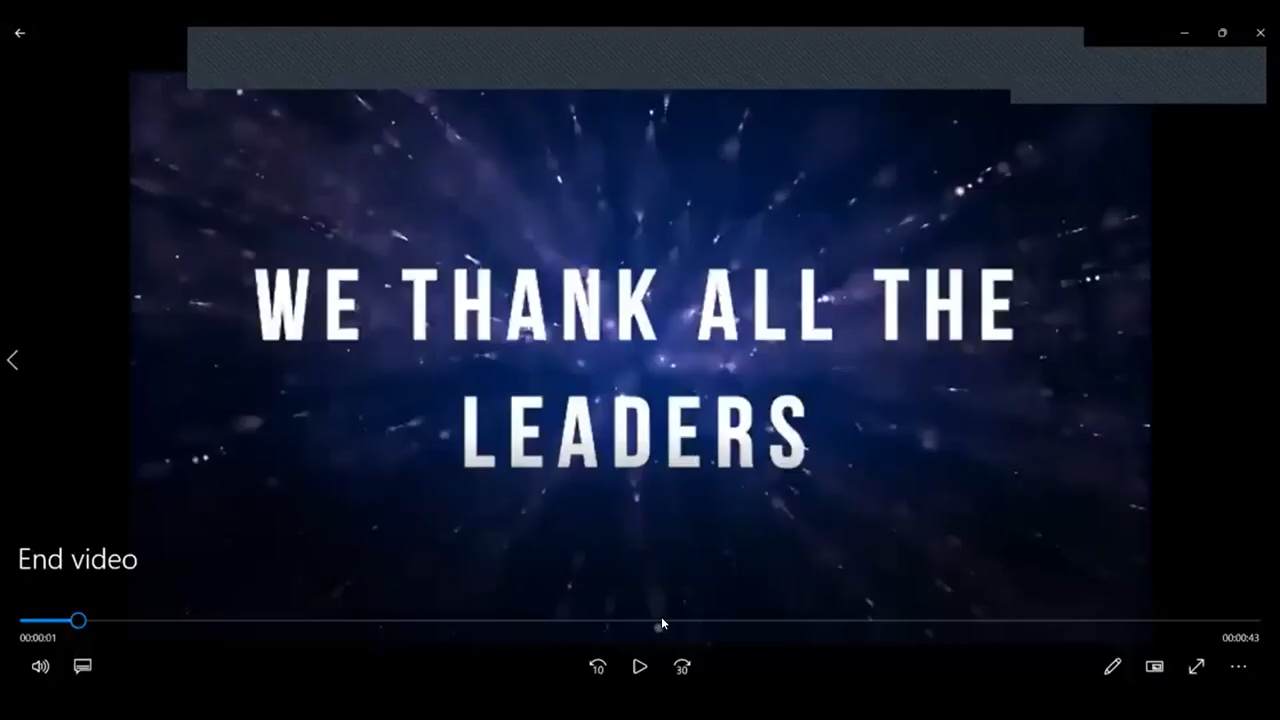 WE THANK ALL THE
LEADERS
End video
00:00:01
00:00:43
10
30